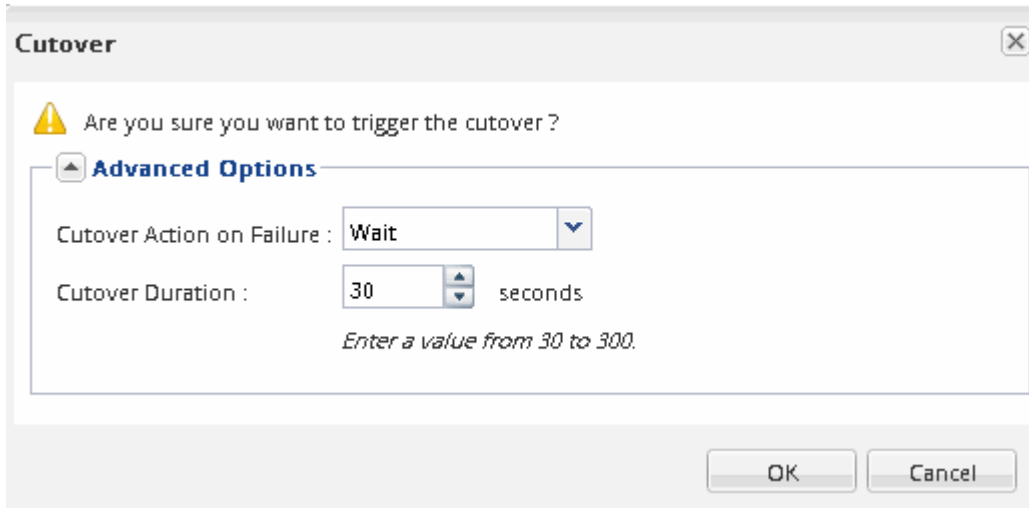 Cutover
Are you sure you want to trigger the cutover ?
Advanced Options
Cutover Action on Failure : Wait
Cutover Duration : 30 seconds
Enter a value from 30 to 300.
OK Cancel